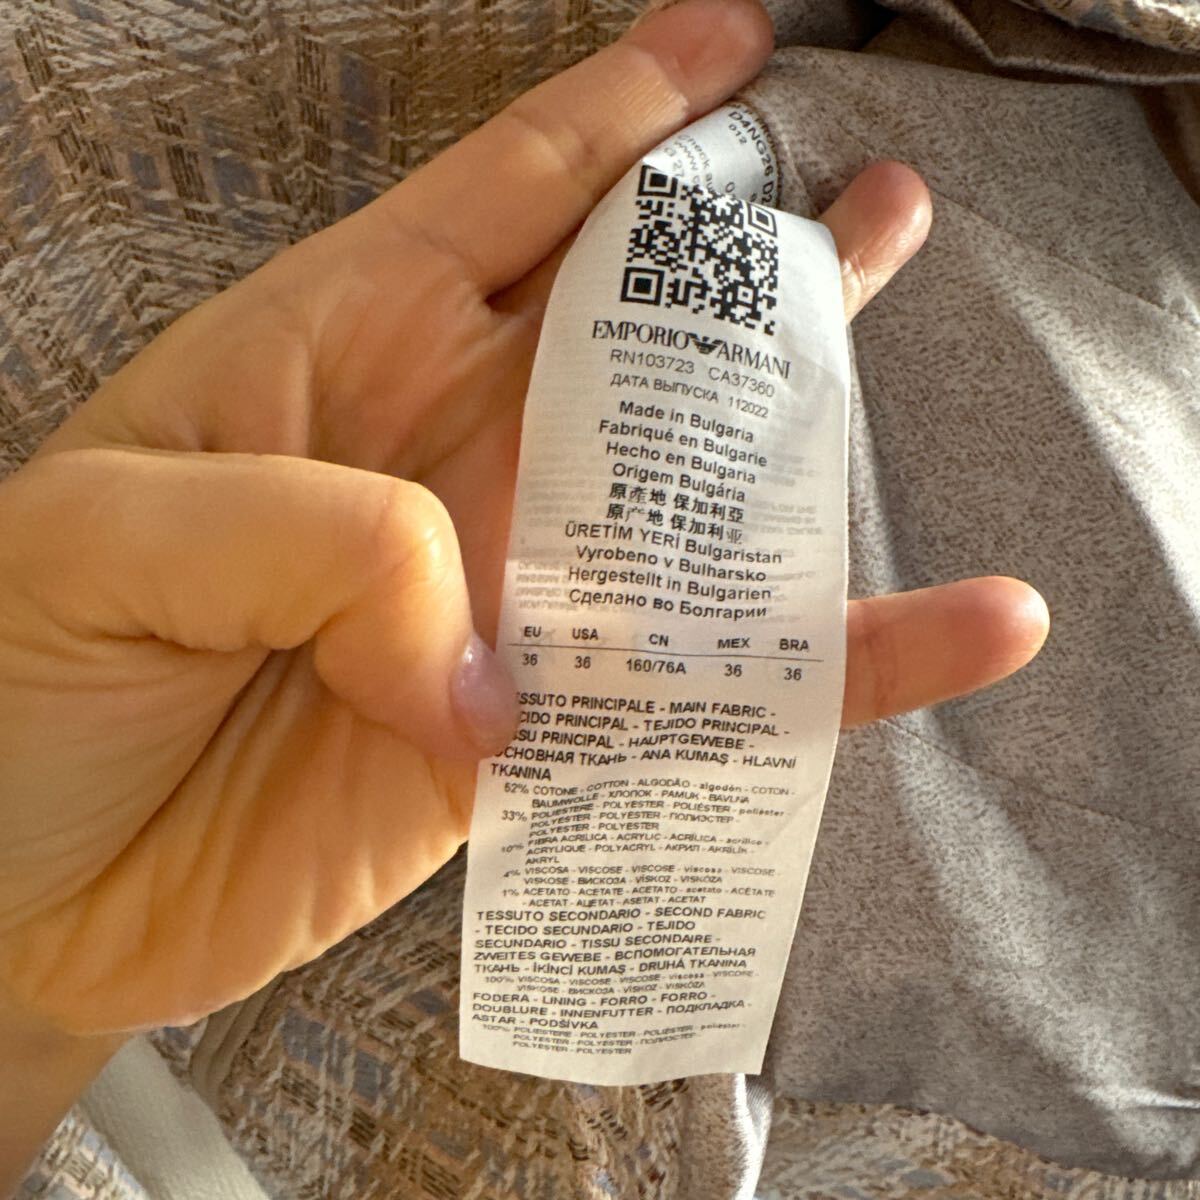 D4NG26
012
EMPORIO ARMANI
RN103723 CA37360
ДАТА ВЫПУСКА 112022
Made in Bulgaria
Fabriqué en Bulgarie
Hecho en Bulgaria
Origem Bulgária
原產地 保加利亞
原产地 保加利亚
ÜRETİM YERİ Bulgaristan
Vyrobeno v Bulharsko
Hergestellt in Bulgarien
Сделано во Болгарии
EU USA CN MEX BRA
36 36 160/76A 36 36
SSUTO PRINCIPALE - MAIN FABRIC -
CIDO PRINCIPAL - TEJIDO PRINCIPAL -
SSU PRINCIPAL - HAUPTGEWEBE -
ОСНОВНАЯ ТКАНЬ - ANA KUMAŞ - HLAVNÍ
TKANINA
52% COTONE - COTTON - ALGODÃO - algodón - COTON -
BAUMWOLLE - ХЛОПОК - PAMUK - BAVLNA
33% POLIESTERE - POLYESTER - POLIÉSTER - poliéster -
POLYESTER - POLYESTER - ПОЛИЭСТЕР -
POLYESTER - POLYESTER
10% FIBRA ACRILICA - ACRYLIC - ACRÍLICA - acrílico -
ACRYLIQUE - POLYACRYL - АКРИЛ - AKRİLİK -
AKRYL
4% VISCOSA - VISCOSE - VISCOSE - viscosa - VISCOSE -
VISKOSE - ВИСКОЗА - VİSKOZ - VISKÓZA
1% ACETATO - ACETATE - ACETATO - acetato - ACÉTATE
- ACETAT - АЦЕТАТ - ASETAT - ACETÁT
TESSUTO SECONDARIO - SECOND FABRIC
- TECIDO SECUNDARIO - TEJIDO
SECUNDARIO - TISSU SECONDAIRE -
ZWEITES GEWEBE - ВСПОМОГАТЕЛЬНАЯ
ТКАНЬ - İKİNCİ KUMAŞ - DRUHÁ TKANINA
100% VISCOSA - VISCOSE - VISCOSE - viscosa - VISCOSE -
VISKOSE - ВИСКОЗА - VİSKOZ - VISKÓZA
FODERA - LINING - FORRO - FORRO -
DOUBLURE - INNENFUTTER - ПОДКЛАДКА -
ASTAR - PODŠÍVKA
100% POLIESTERE - POLYESTER - POLIÉSTER - poliéster -
POLYESTER - POLYESTER - ПОЛИЭСТЕР -
POLYESTER - POLYESTER